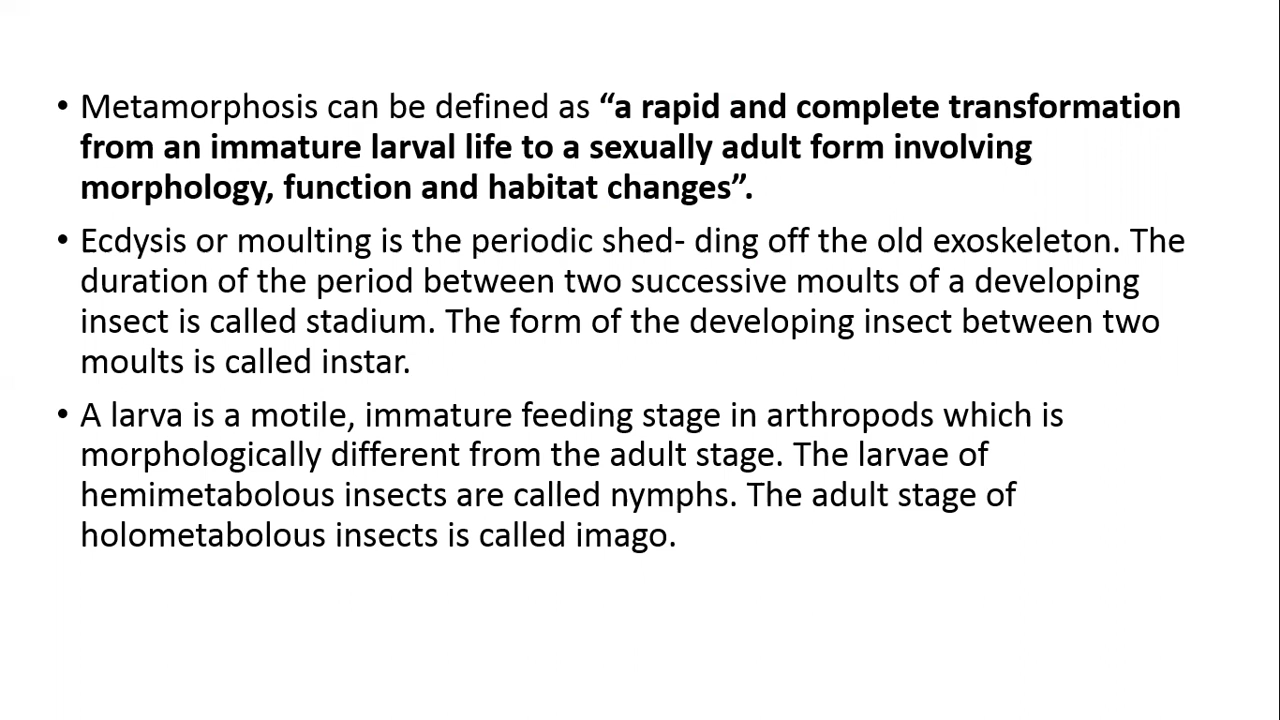 • Metamorphosis can be defined as “a rapid and complete transformation
from an immature larval life to a sexually adult form involving
morphology, function and habitat changes”.
• Ecdysis or moulting is the periodic shed- ding off the old exoskeleton. The
duration of the period between two successive moults of a developing
insect is called stadium. The form of the developing insect between two
moults is called instar.
• A larva is a motile, immature feeding stage in arthropods which is
morphologically different from the adult stage. The larvae of
hemimetabolous insects are called nymphs. The adult stage of
holometabolous insects is called imago.